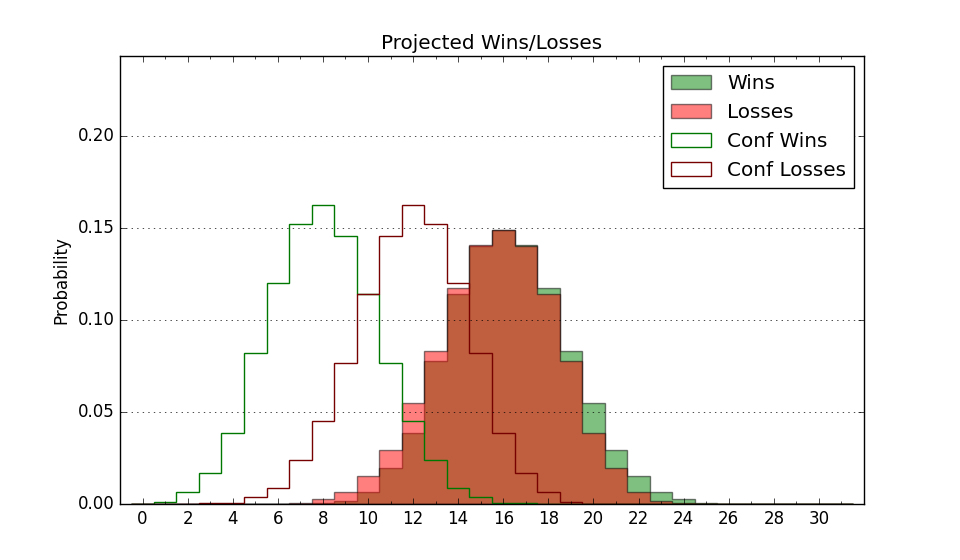 Projected Wins/Losses
Wins
Losses
Conf Wins
Conf Losses
Probability
0.20
0.15
0.10
0.05
0.00
0 2 4 6 8 10 12 14 16 18 20 22 24 26 28 30